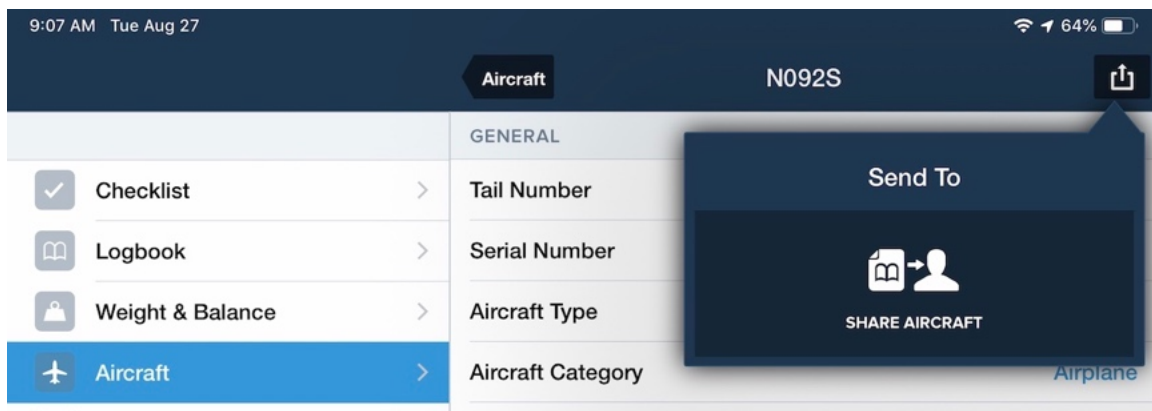 9:07 AM Tue Aug 27
64%
Aircraft
N092S
GENERAL
Checklist
Logbook
Weight & Balance
Aircraft
Tail Number
Serial Number
Aircraft Type
Aircraft Category
Airplane
Send To
SHARE AIRCRAFT